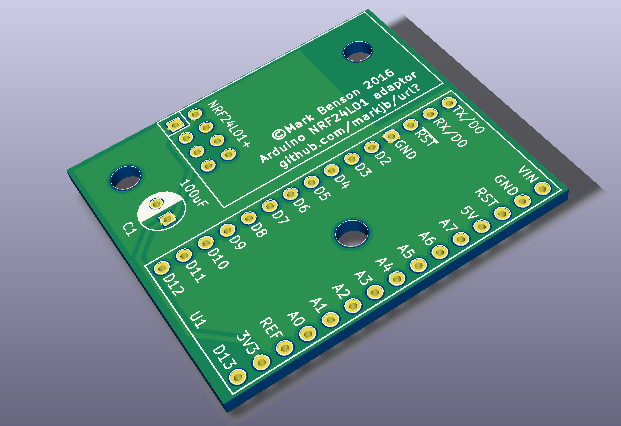 ©Mark Benson 2016
Arduino NRF24L01 adaptor
github.com/markjb/url?
NRF24L01+
100uF
C1
TX/D0
RX/D0
RST
GND
D2
D3
D4
D5
D6
D7
D8
D9
D10
D11
D12
U1
D13
3V3
REF
A0
A1
A2
A3
A4
A5
A6
A7
5V
RST
GND
VIN